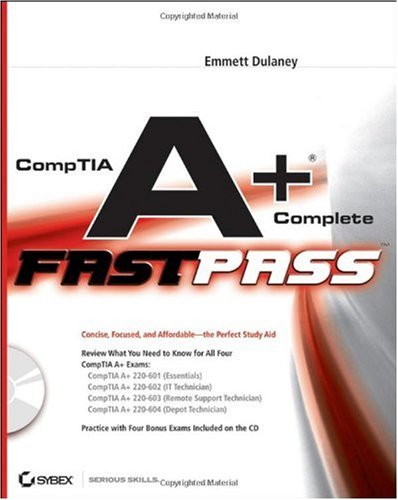 Copyrighted Material
Emmett Dulaney
CompTIA
A+®
Complete
FASTPASS™
Concise, Focused, and Affordable—the Perfect Study Aid
Review What You Need to Know for All Four
CompTIA A+ Exams:
CompTIA A+ 220-601 (Essentials)
CompTIA A+ 220-602 (IT Technician)
CompTIA A+ 220-603 (Remote Support Technician)
CompTIA A+ 220-604 (Depot Technician)
Practice with Four Bonus Exams Included on the CD
SYBEX
SERIOUS SKILLS.
Copyrighted Material